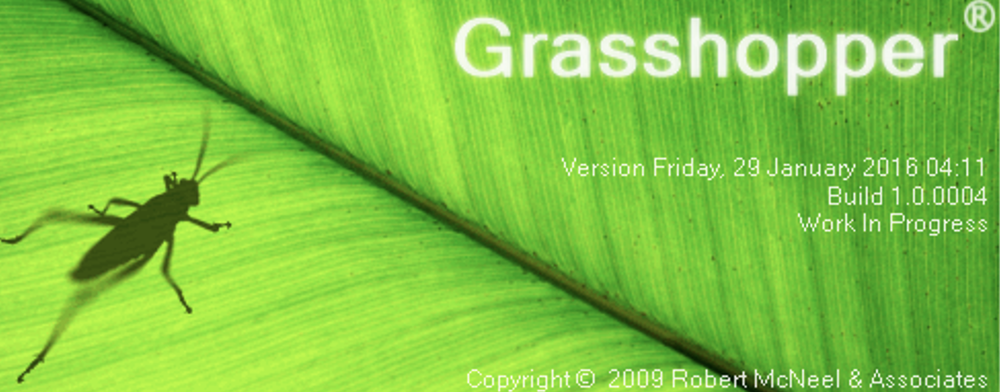 Grasshopper®
Version Friday, 29 January 2016 04:11
Build 1.0.0004
Work In Progress
Copyright © 2009 Robert McNeel & Associates